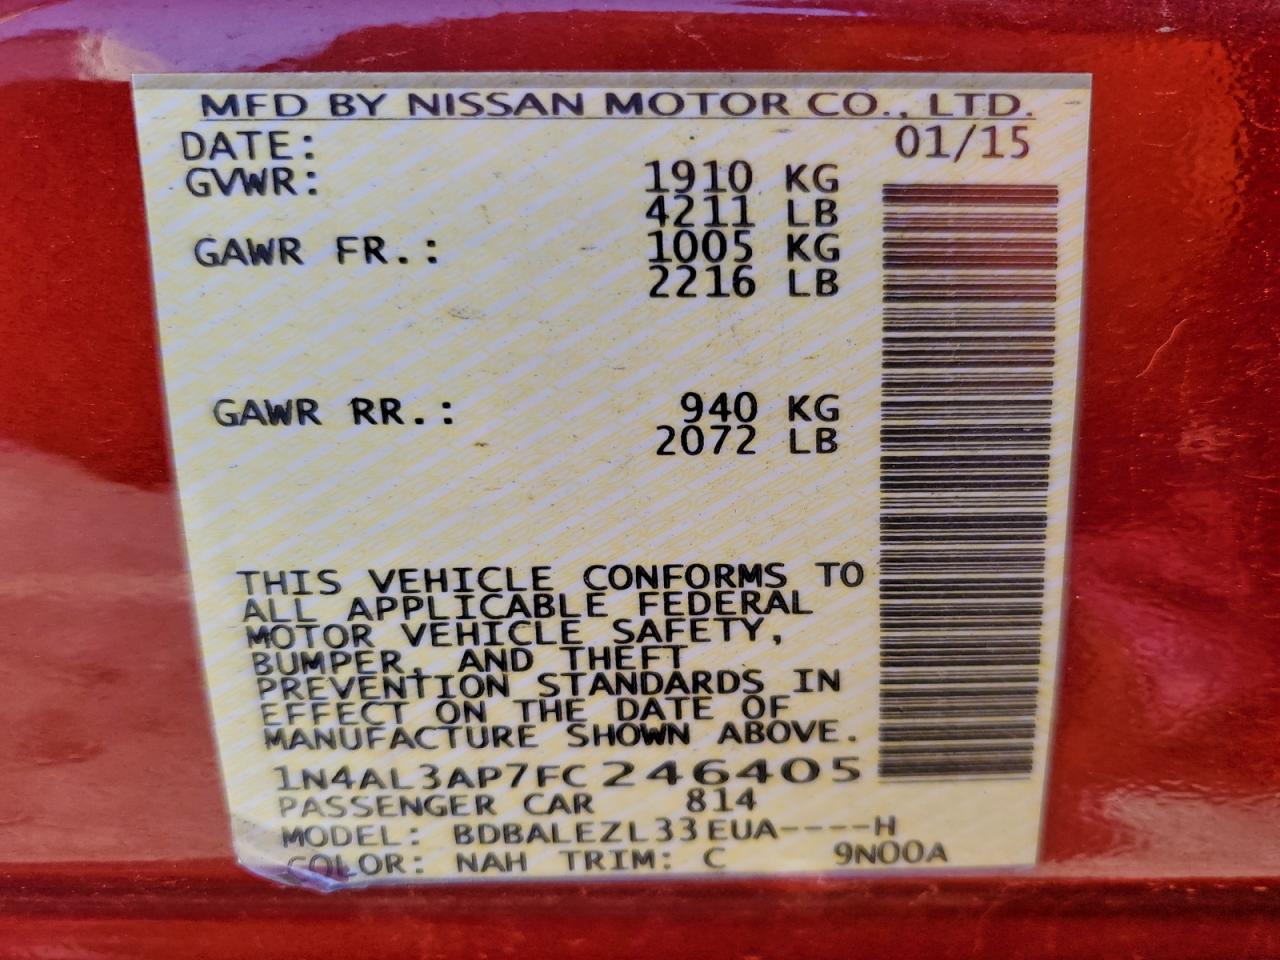 MFD BY NISSAN MOTOR CO., LTD.
DATE: 01/15
GVWR: 1910 KG
4211 LB
GAWR FR.: 1005 KG
2216 LB
GAWR RR.: 940 KG
2072 LB
THIS VEHICLE CONFORMS TO
ALL APPLICABLE FEDERAL
MOTOR VEHICLE SAFETY,
BUMPER, AND THEFT
PREVENTION STANDARDS IN
EFFECT ON THE DATE OF
MANUFACTURE SHOWN ABOVE.
1N4AL3AP7FC246405
PASSENGER CAR 814
MODEL: BDBALEZL33EUA----H
COLOR: NAH TRIM: C 9N00A